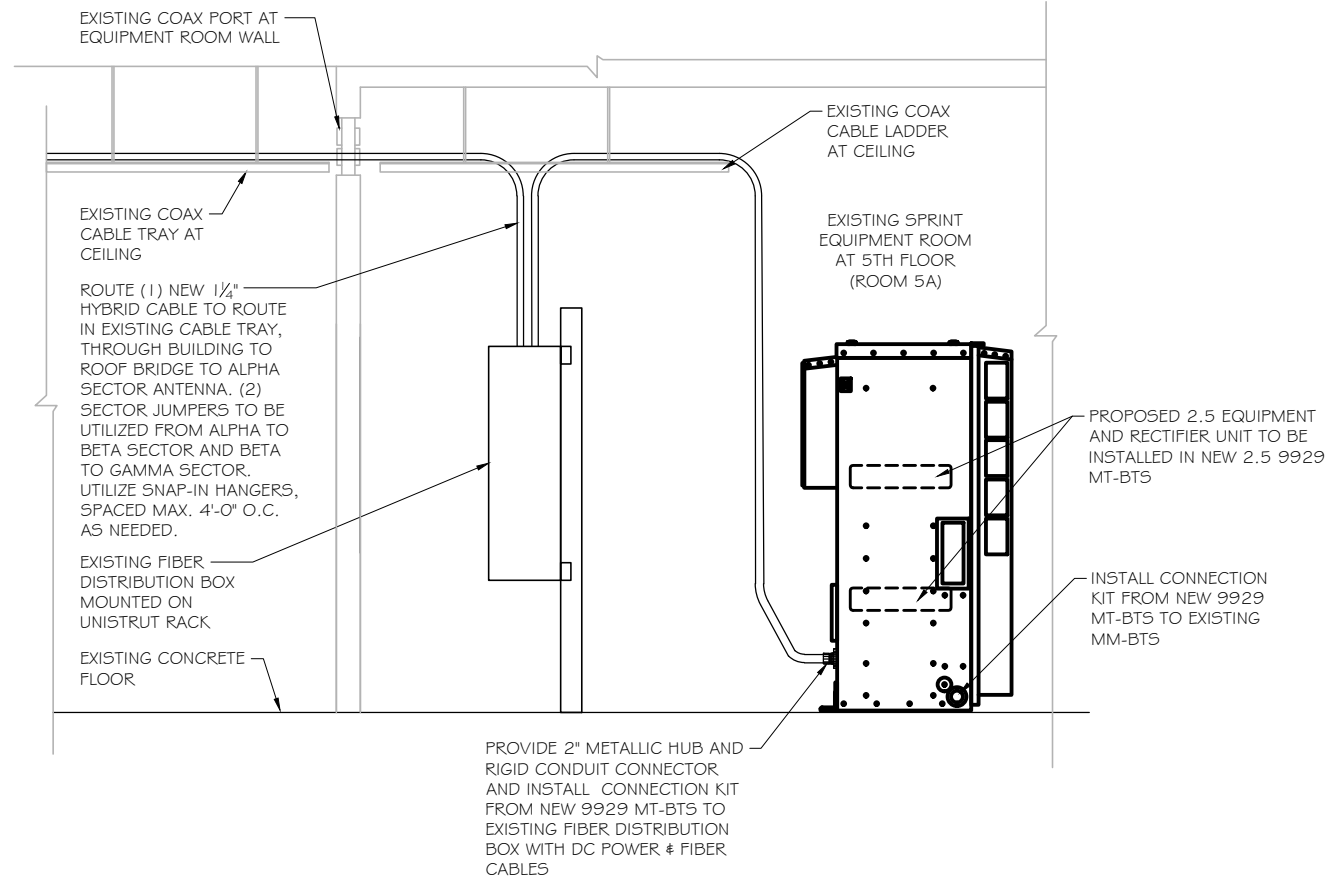 EXISTING COAX PORT AT
EQUIPMENT ROOM WALL
EXISTING COAX
CABLE LADDER
AT CEILING
EXISTING COAX
CABLE TRAY AT
CEILING
EXISTING SPRINT
EQUIPMENT ROOM
AT 5TH FLOOR
(ROOM 5A)
ROUTE (1) NEW 1¼"
HYBRID CABLE TO ROUTE
IN EXISTING CABLE TRAY,
THROUGH BUILDING TO
ROOF BRIDGE TO ALPHA
SECTOR ANTENNA. (2)
SECTOR JUMPERS TO BE
UTILIZED FROM ALPHA TO
BETA SECTOR AND BETA
TO GAMMA SECTOR.
UTILIZE SNAP-IN HANGERS,
SPACED MAX. 4'-0" O.C.
AS NEEDED.
PROPOSED 2.5 EQUIPMENT
AND RECTIFIER UNIT TO BE
INSTALLED IN NEW 2.5 9929
MT-BTS
EXISTING FIBER
DISTRIBUTION BOX
MOUNTED ON
UNISTRUT RACK
INSTALL CONNECTION
KIT FROM NEW 9929
MT-BTS TO EXISTING
MM-BTS
EXISTING CONCRETE
FLOOR
PROVIDE 2" METALLIC HUB AND
RIGID CONDUIT CONNECTOR
AND INSTALL CONNECTION KIT
FROM NEW 9929 MT-BTS TO
EXISTING FIBER DISTRIBUTION
BOX WITH DC POWER & FIBER
CABLES